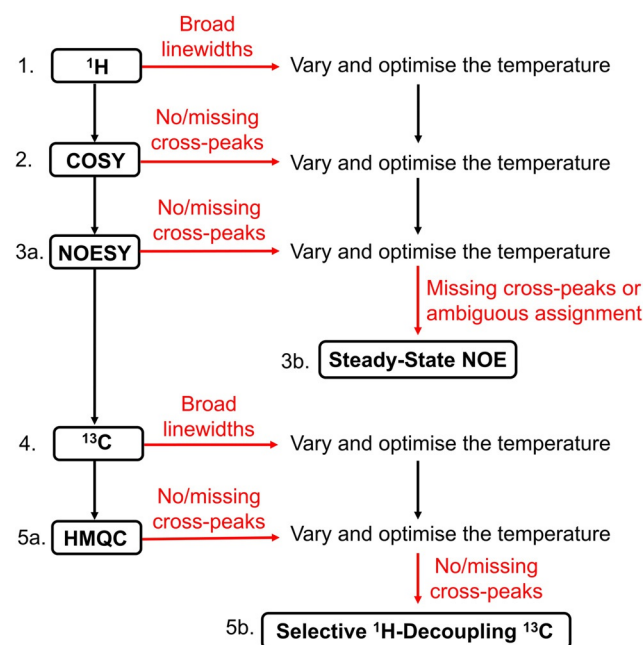 Broad
linewidths
1. ¹H Vary and optimise the temperature
No/missing
cross-peaks
2. COSY Vary and optimise the temperature
No/missing
cross-peaks
3a. NOESY Vary and optimise the temperature
Missing cross-peaks or
ambiguous assignment
3b. Steady-State NOE
Broad
linewidths
4. ¹³C Vary and optimise the temperature
No/missing
cross-peaks
5a. HMQC Vary and optimise the temperature
No/missing
cross-peaks
5b. Selective ¹H-Decoupling ¹³C